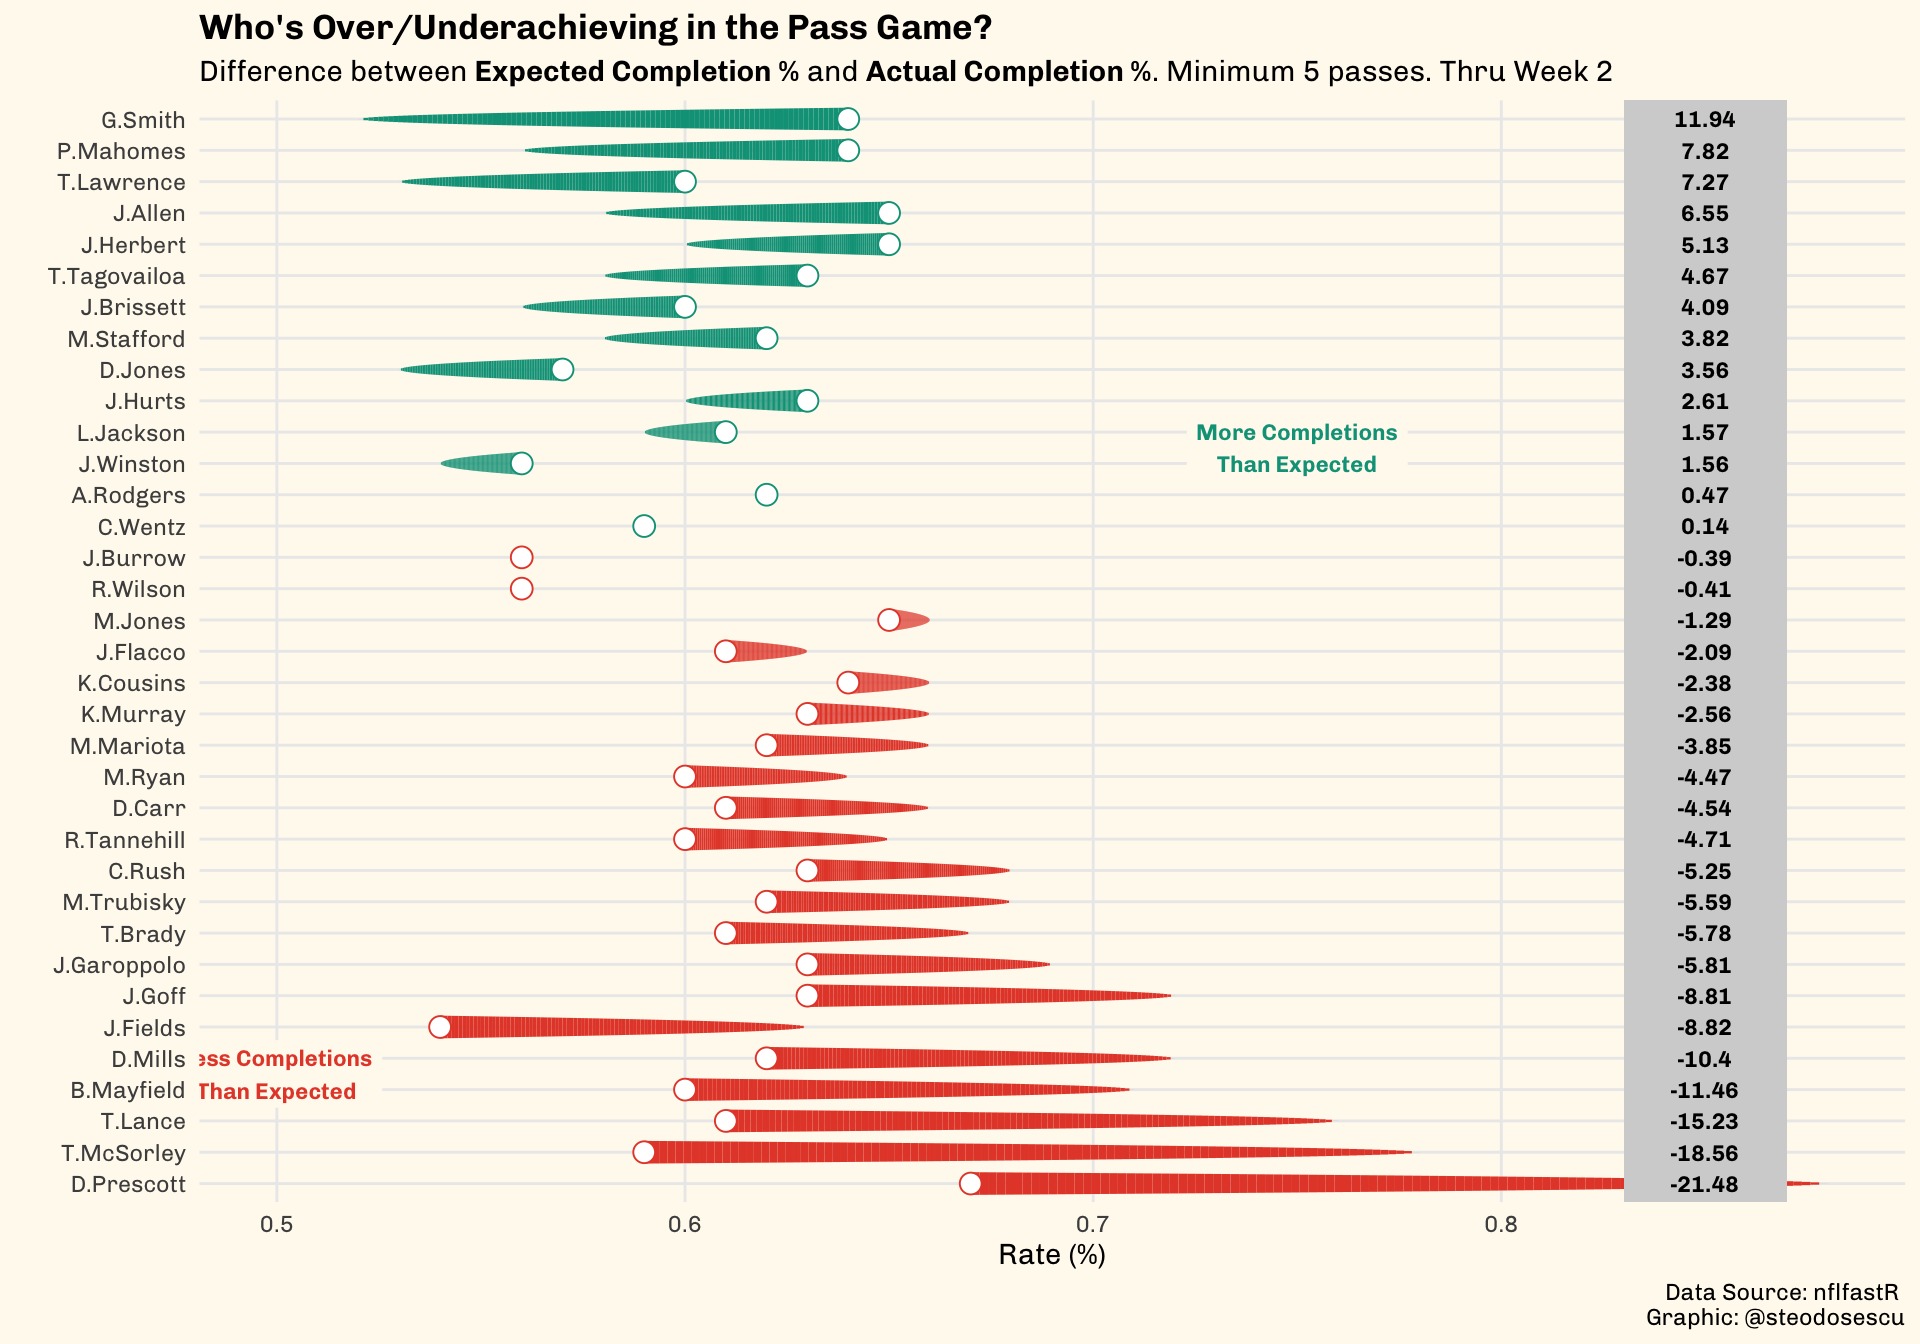 Who's Over/Underachieving in the Pass Game?
Difference between Expected Completion % and Actual Completion %. Minimum 5 passes. Thru Week 2
G.Smith 11.94
P.Mahomes 7.82
T.Lawrence 7.27
J.Allen 6.55
J.Herbert 5.13
T.Tagovailoa 4.67
J.Brissett 4.09
M.Stafford 3.82
D.Jones 3.56
J.Hurts 2.61
L.Jackson More Completions 1.57
J.Winston Than Expected 1.56
A.Rodgers 0.47
C.Wentz 0.14
J.Burrow -0.39
R.Wilson -0.41
M.Jones -1.29
J.Flacco -2.09
K.Cousins -2.38
K.Murray -2.56
M.Mariota -3.85
M.Ryan -4.47
D.Carr -4.54
R.Tannehill -4.71
C.Rush -5.25
M.Trubisky -5.59
T.Brady -5.78
J.Garoppolo -5.81
J.Goff -8.81
J.Fields -8.82
D.Mills ess Completions -10.4
B.Mayfield Than Expected -11.46
T.Lance -15.23
T.McSorley -18.56
D.Prescott -21.48
0.5 0.6 0.7 0.8
Rate (%)
Data Source: nflfastR
Graphic: @steodosescu